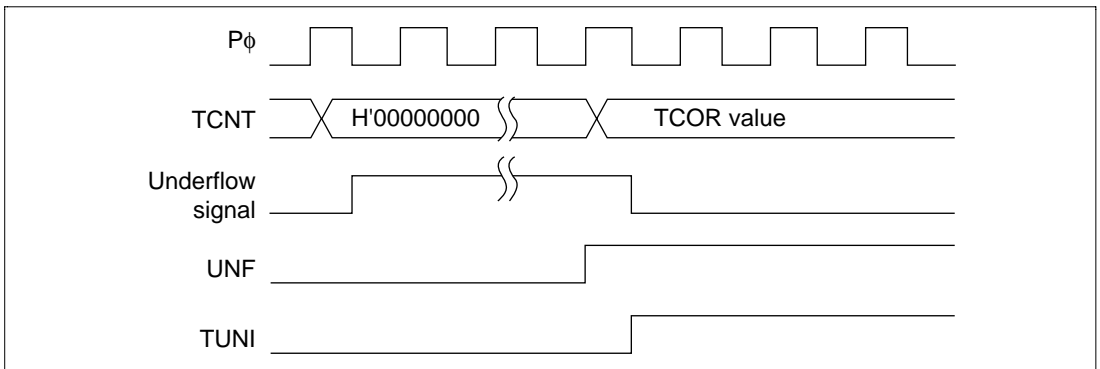 Pϕ
TCNT
H'00000000
TCOR value
Underflow
signal
UNF
TUNI